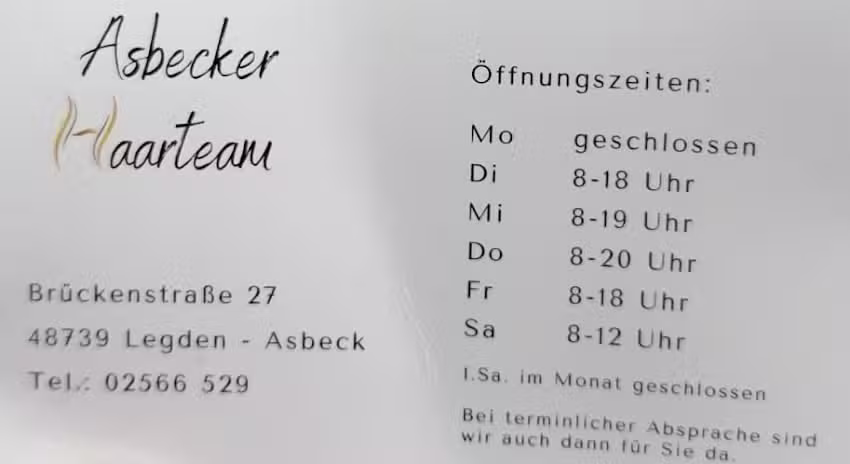 Asbecker
Haarteam
Brückenstraße 27
48739 Legden - Asbeck
Tel.: 02566 529
Öffnungszeiten:
Mo geschlossen
Di 8-18 Uhr
Mi 8-19 Uhr
Do 8-20 Uhr
Fr 8-18 Uhr
Sa 8-12 Uhr
1.Sa. im Monat geschlossen
Bei terminlicher Absprache sind
wir auch dann für Sie da.